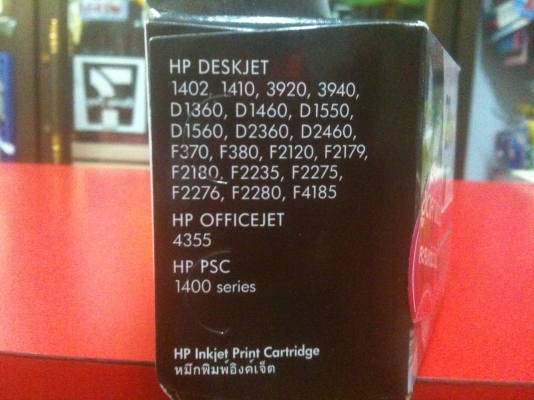 HP DESKJET
1402, 1410, 3920, 3940,
D1360, D1460, D1550,
D1560, D2360, D2460,
F370, F380, F2120, F2179,
F2180, F2235, F2275,
F2276, F2280, F4185
HP OFFICEJET
4355
HP PSC
1400 series
HP Inkjet Print Cartridge
หมึกพิมพ์อิงค์เจ็ต